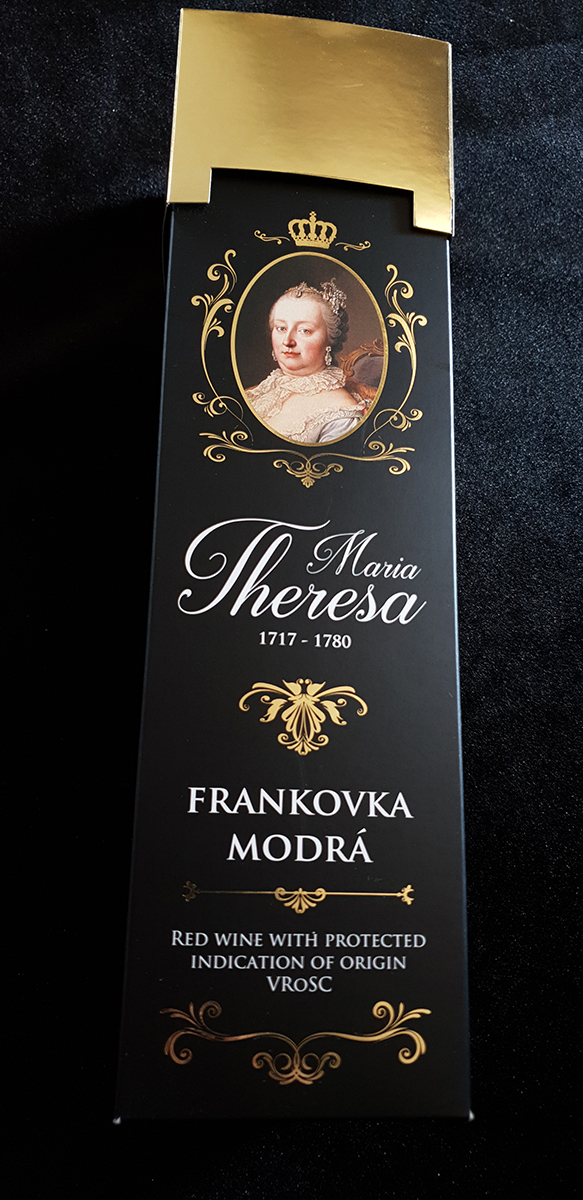 Maria
Theresa
1717 - 1780
FRANKOVKA
MODRÁ
RED WINE WITH PROTECTED
INDICATION OF ORIGIN
VROSC